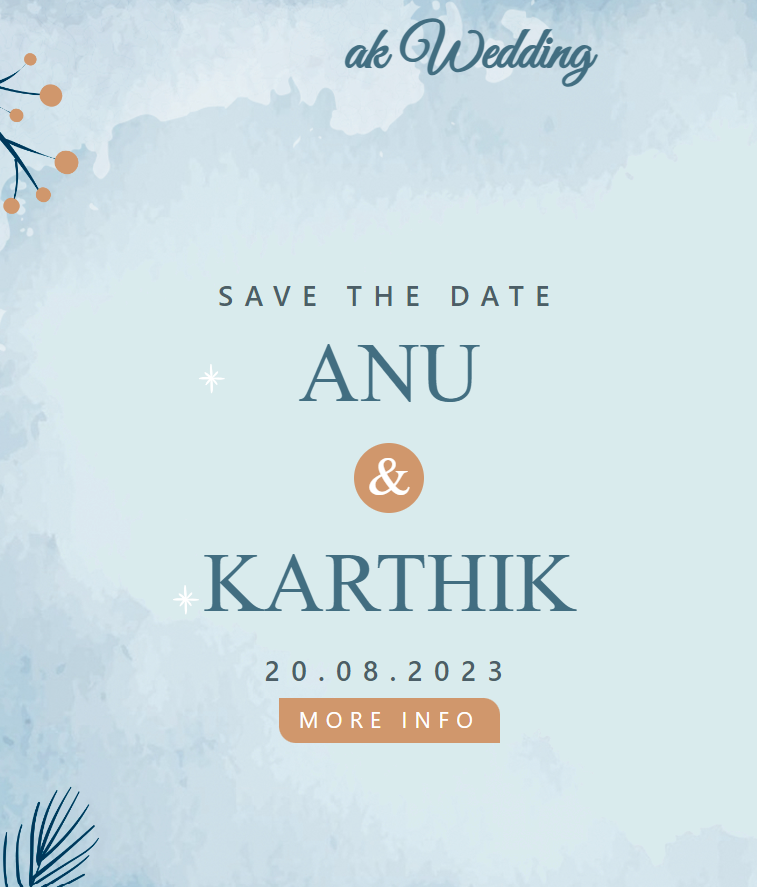 ak Wedding
SAVE THE DATE
ANU
&
KARTHIK
20.08.2023
MORE INFO